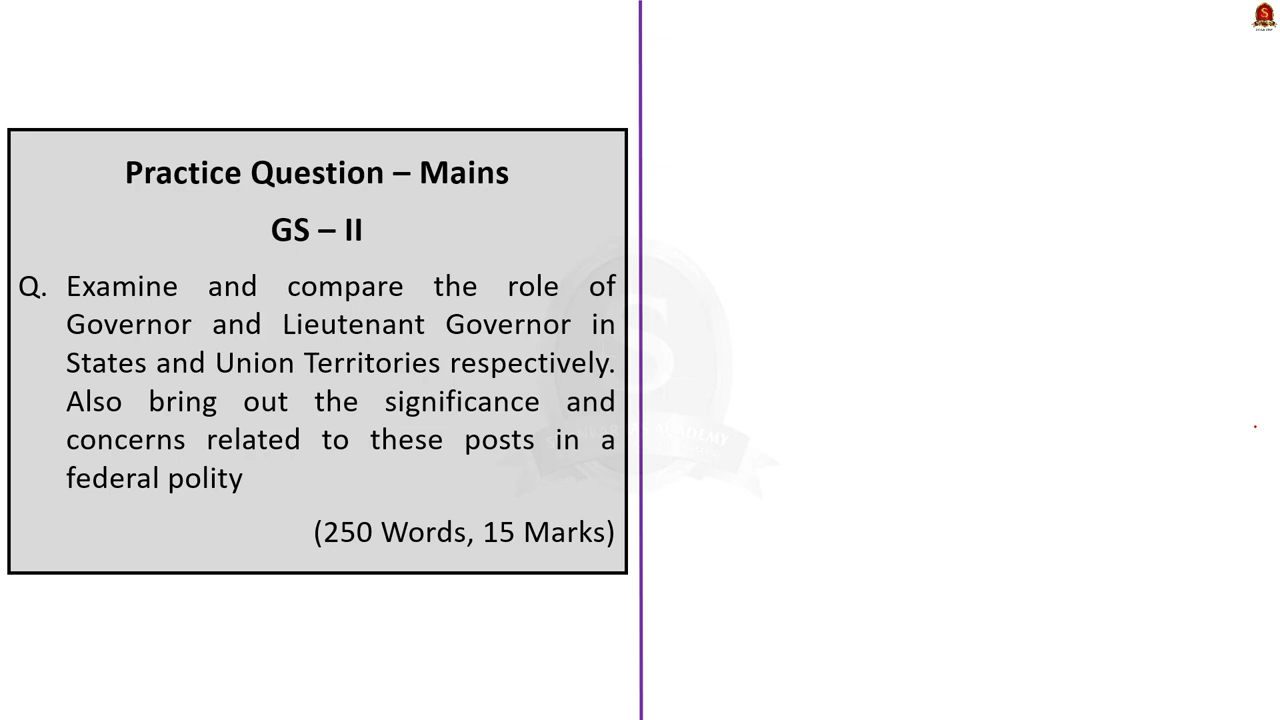 Practice Question – Mains
GS – II
Q. Examine and compare the role of
Governor and Lieutenant Governor in
States and Union Territories respectively.
Also bring out the significance and
concerns related to these posts in a
federal polity
(250 Words, 15 Marks)